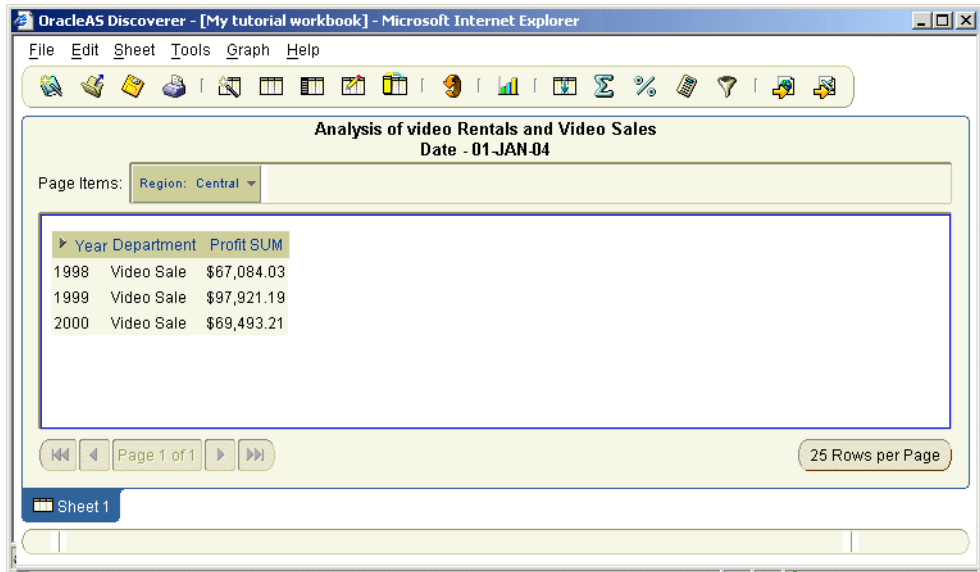 OracleAS Discoverer - [My tutorial workbook] - Microsoft Internet Explorer
File Edit Sheet Tools Graph Help
Analysis of video Rentals and Video Sales
Date - 01-JAN-04
Page Items: Region: Central
Year Department Profit SUM
1998 Video Sale $67,084.03
1999 Video Sale $97,921.19
2000 Video Sale $69,493.21
Page 1 of 1 25 Rows per Page
Sheet 1